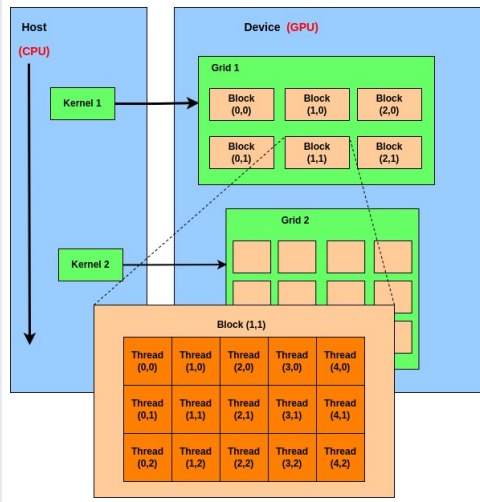 Host
(CPU)
Device (GPU)
Grid 1
Kernel 1
Block
(0,0)
Block
(1,0)
Block
(2,0)
Block
(0,1)
Block
(1,1)
Block
(2,1)
Grid 2
Kernel 2
Block (1,1)
Thread
(0,0)
Thread
(1,0)
Thread
(2,0)
Thread
(3,0)
Thread
(4,0)
Thread
(0,1)
Thread
(1,1)
Thread
(2,1)
Thread
(3,1)
Thread
(4,1)
Thread
(0,2)
Thread
(1,2)
Thread
(2,2)
Thread
(3,2)
Thread
(4,2)